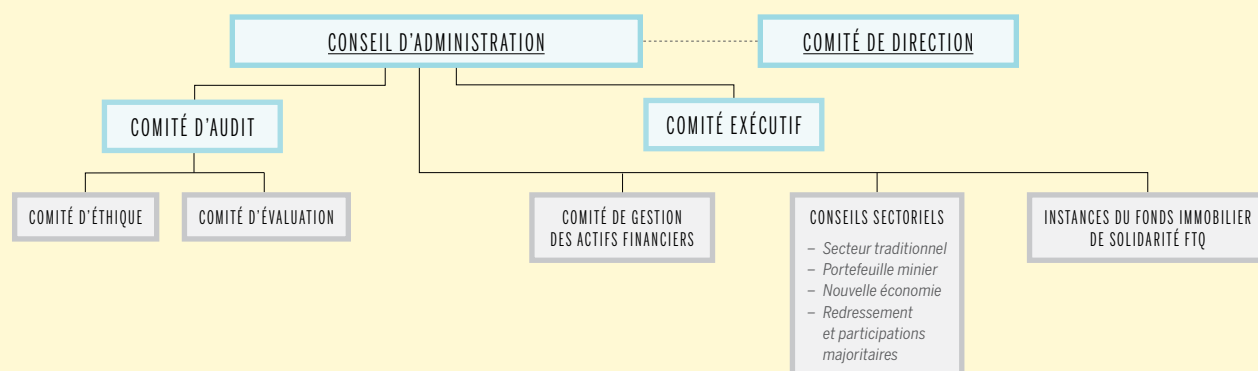 CONSEIL D'ADMINISTRATION
COMITÉ DE DIRECTION
COMITÉ D'AUDIT
COMITÉ EXÉCUTIF
COMITÉ D'ÉTHIQUE
COMITÉ D'ÉVALUATION
COMITÉ DE GESTION
DES ACTIFS FINANCIERS
CONSEILS SECTORIELS
– Secteur traditionnel
– Portefeuille minier
– Nouvelle économie
– Redressement
et participations
majoritaires
INSTANCES DU FONDS IMMOBILIER
DE SOLIDARITÉ FTQ